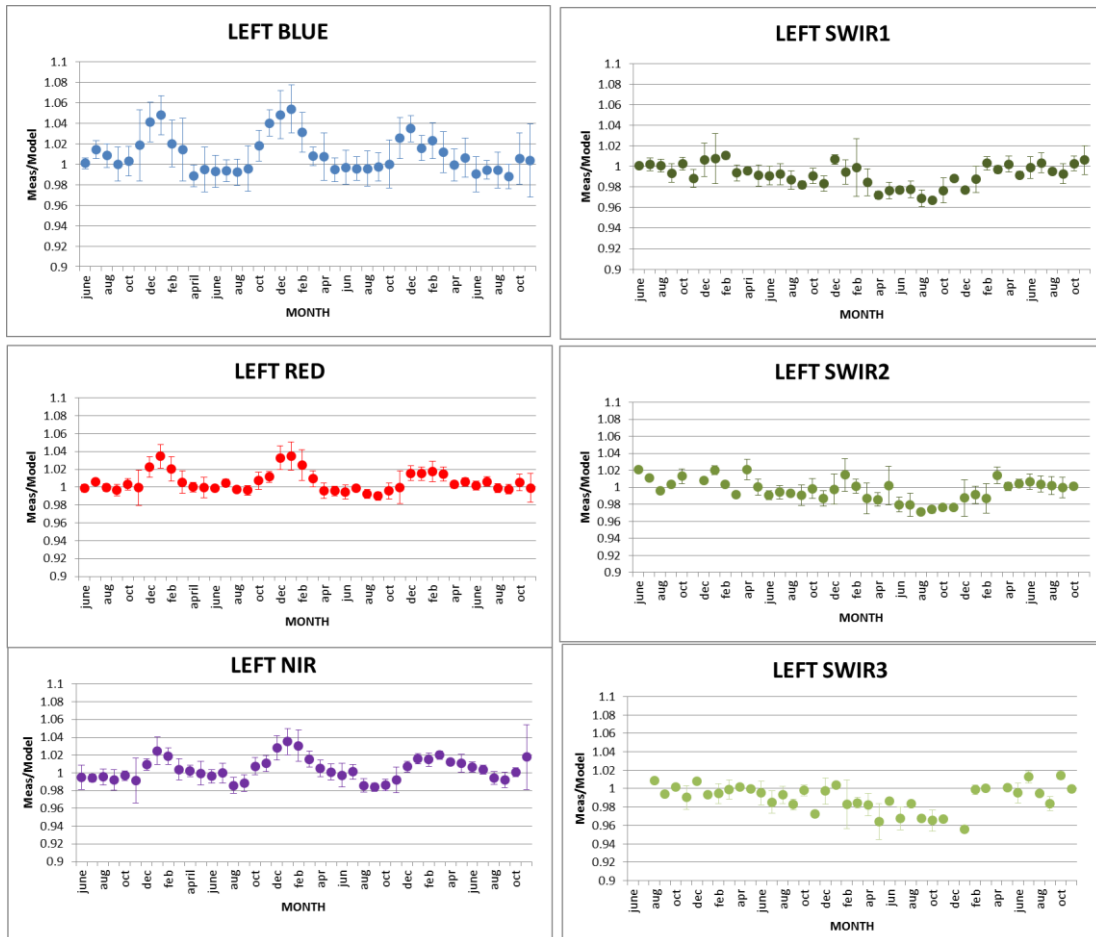 LEFT BLUE
1.1
1.08
1.06
1.04
1.02
1
0.98
0.96
0.94
0.92
0.9
Meas/Model
june aug oct dec feb april june aug oct dec feb apr jun aug oct dec feb apr june aug oct
MONTH
LEFT SWIR1
1.1
1.08
1.06
1.04
1.02
1
0.98
0.96
0.94
0.92
0.9
Meas/Model
june aug oct dec feb apri june aug oct dec feb apr jun aug oct dec feb apr june aug oct
MONTH
LEFT RED
1.1
1.08
1.06
1.04
1.02
1
0.98
0.96
0.94
0.92
0.9
Meas/Model
june aug oct dec feb april june aug oct dec feb apr jun aug oct dec feb apr june aug oct
MONTH
LEFT SWIR2
1.1
1.08
1.06
1.04
1.02
1
0.98
0.96
0.94
0.92
0.9
Meas/Model
june aug oct dec feb apr june aug oct dec feb apr jun aug oct dec feb apr june aug oct
MONTH
LEFT NIR
1.1
1.08
1.06
1.04
1.02
1
0.98
0.96
0.94
0.92
0.9
Meas/Model
june aug oct dec feb april june aug oct dec feb apr jun aug oct dec feb apr june aug oct
MONTH
LEFT SWIR3
1.1
1.08
1.06
1.04
1.02
1
0.98
0.96
0.94
0.92
0.9
Meas/Model
june aug oct dec feb apr june aug oct dec feb apr jun aug oct dec feb apr june aug oct
MONTH